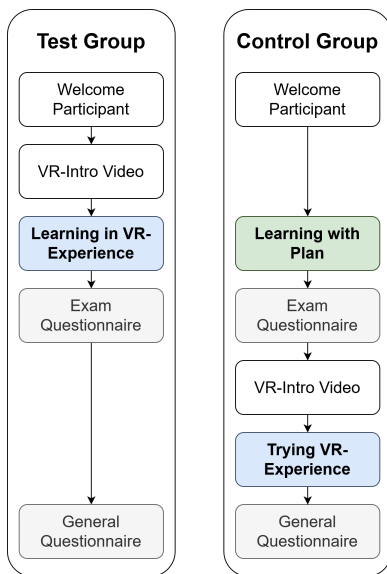 Test Group
Welcome
Participant
VR-Intro Video
Learning in VR-
Experience
Exam
Questionnaire
General
Questionnaire
Control Group
Welcome
Participant
Learning with
Plan
Exam
Questionnaire
VR-Intro Video
Trying VR-
Experience
General
Questionnaire